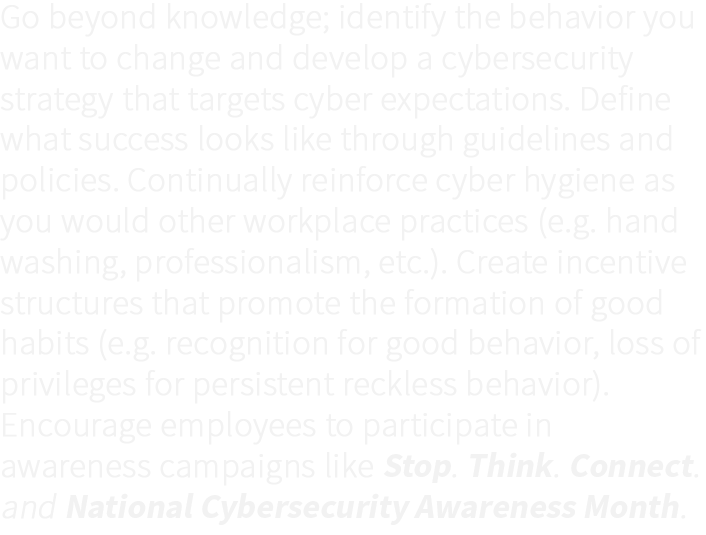 Go beyond knowledge; identify the behavior you
want to change and develop a cybersecurity
strategy that targets cyber expectations. Define
what success looks like through guidelines and
policies. Continually reinforce cyber hygiene as
you would other workplace practices (e.g. hand
washing, professionalism, etc.). Create incentive
structures that promote the formation of good
habits (e.g. recognition for good behavior, loss of
privileges for persistent reckless behavior).
Encourage employees to participate in
awareness campaigns like Stop. Think. Connect.
and National Cybersecurity Awareness Month.